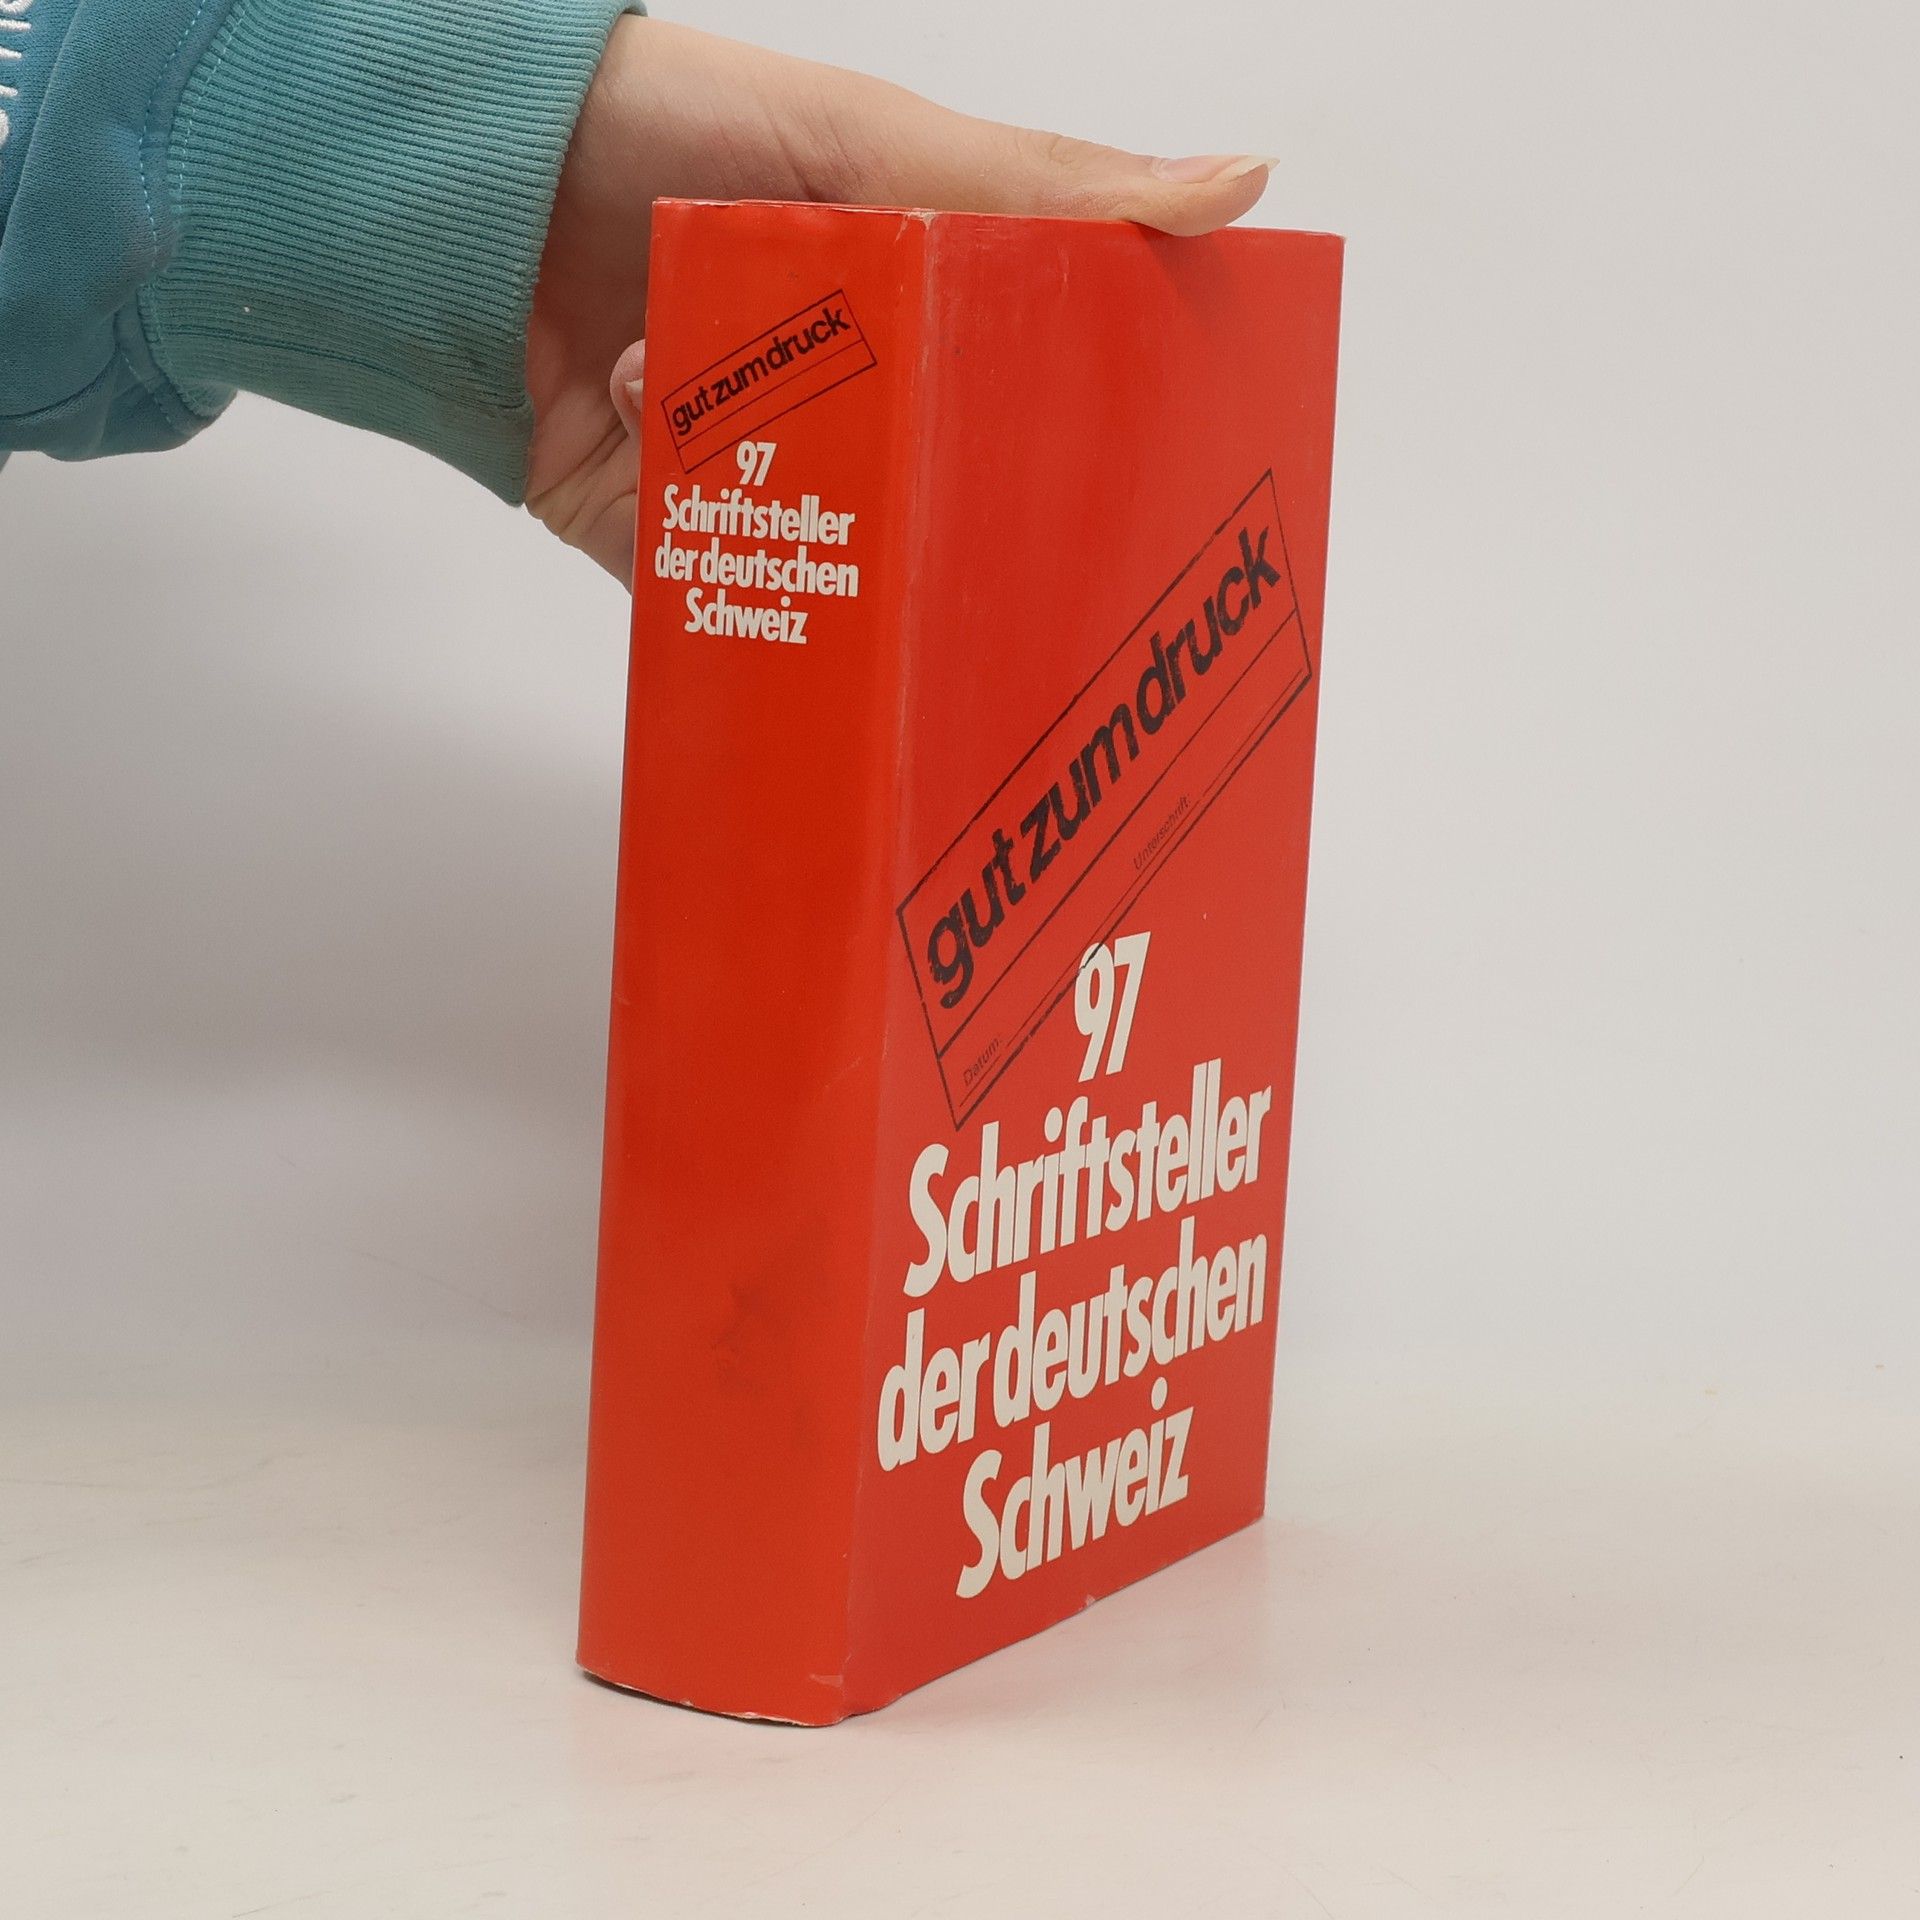 gut zum druck
97
Schriftsteller
der deutschen
Schweiz
gut zum druck
Unterschrift:
Datum:
97
Schriftsteller
der deutschen
Schweiz